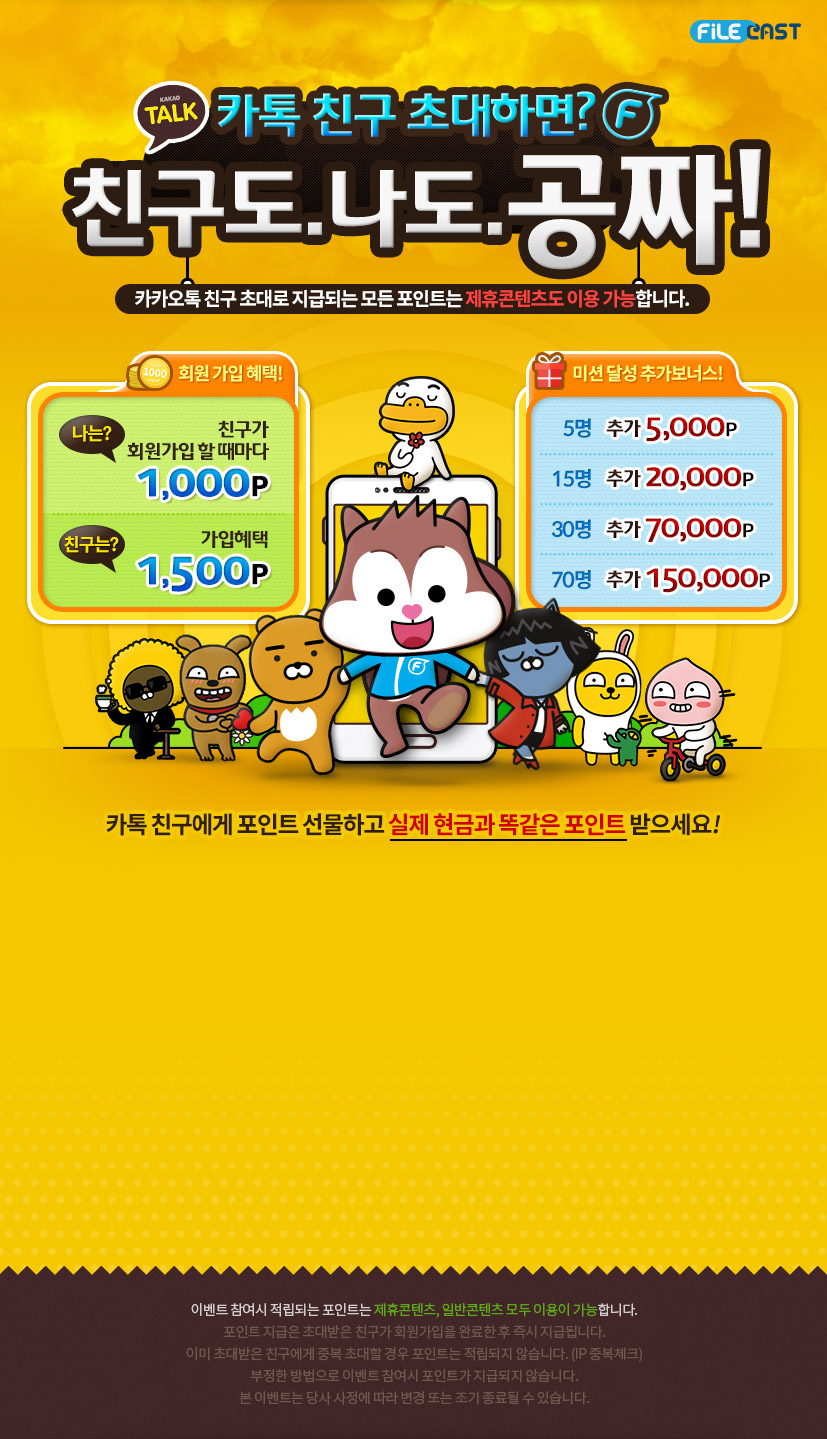 FiLECAST
KAKAO
TALK
카톡 친구 초대하면?
F
친구도.나도.공짜!
카카오톡 친구 초대로 지급되는 모든 포인트는 제휴콘텐츠도 이용 가능합니다.
1000
회원 가입 혜택!
나는?
친구가
회원가입 할 때마다
1,000P
친구는?
가입혜택
1,500P
미션 달성 추가보너스!
5명 추가 5,000P
15명 추가 20,000P
30명 추가 70,000P
70명 추가 150,000P
F
카톡 친구에게 포인트 선물하고 실제 현금과 똑같은 포인트 받으세요!
이벤트 참여시 적립되는 포인트는 제휴콘텐츠, 일반콘텐츠 모두 이용이 가능합니다.
포인트 지급은 초대받은 친구가 회원가입을 완료한 후 즉시 지급됩니다.
이미 초대받은 친구에게 중복 초대할 경우 포인트는 적립되지 않습니다. (IP 중복체크)
부정한 방법으로 이벤트 참여시 포인트가 지급되지 않습니다.
본 이벤트는 당사 사정에 따라 변경 또는 조기 종료될 수 있습니다.